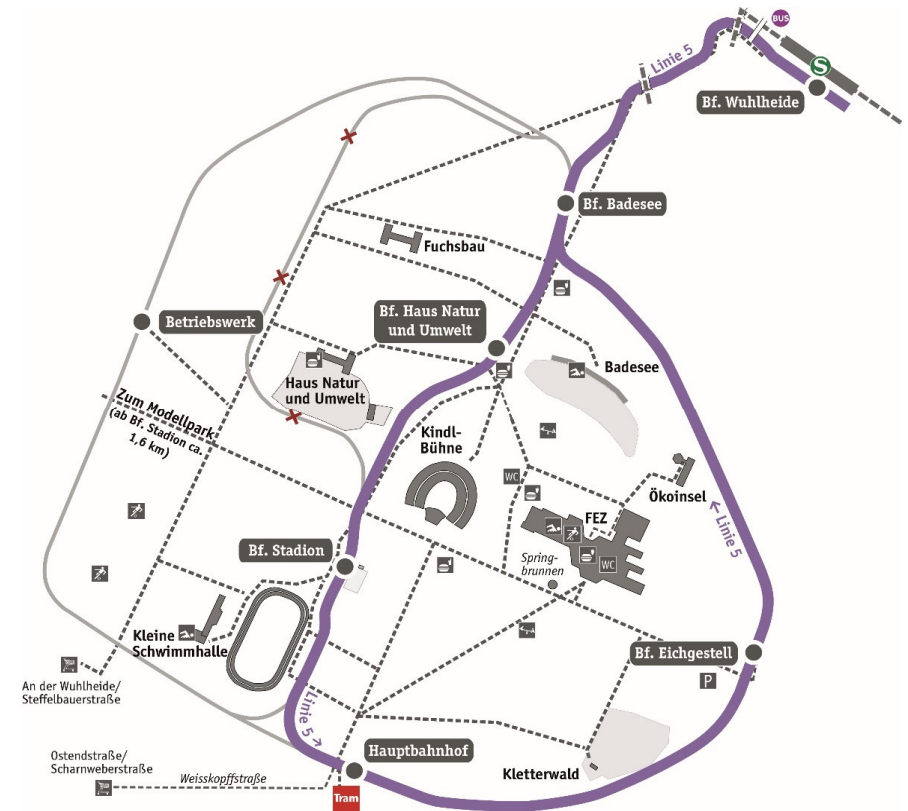 BUS
Linie 5
S
Bf. Wuhlheide
Bf. Badesee
Fuchsbau
Betriebswerk
Bf. Haus Natur
und Umwelt
Badesee
Haus Natur
und Umwelt
Zum Modellpark
(ab Bf. Stadion ca.
1,6 km)
Kindl-
Bühne
WC
Ökoinsel
FEZ
Linie 5
Bf. Stadion
Spring-
brunnen
WC
Kleine
Schwimmhalle
Bf. Eichgestell
P
An der Wuhlheide/
Steffelbauerstraße
Linie 5
Ostendstraße/
Scharnweberstraße
Hauptbahnhof
Weisskopffstraße
Kletterwald
Tram